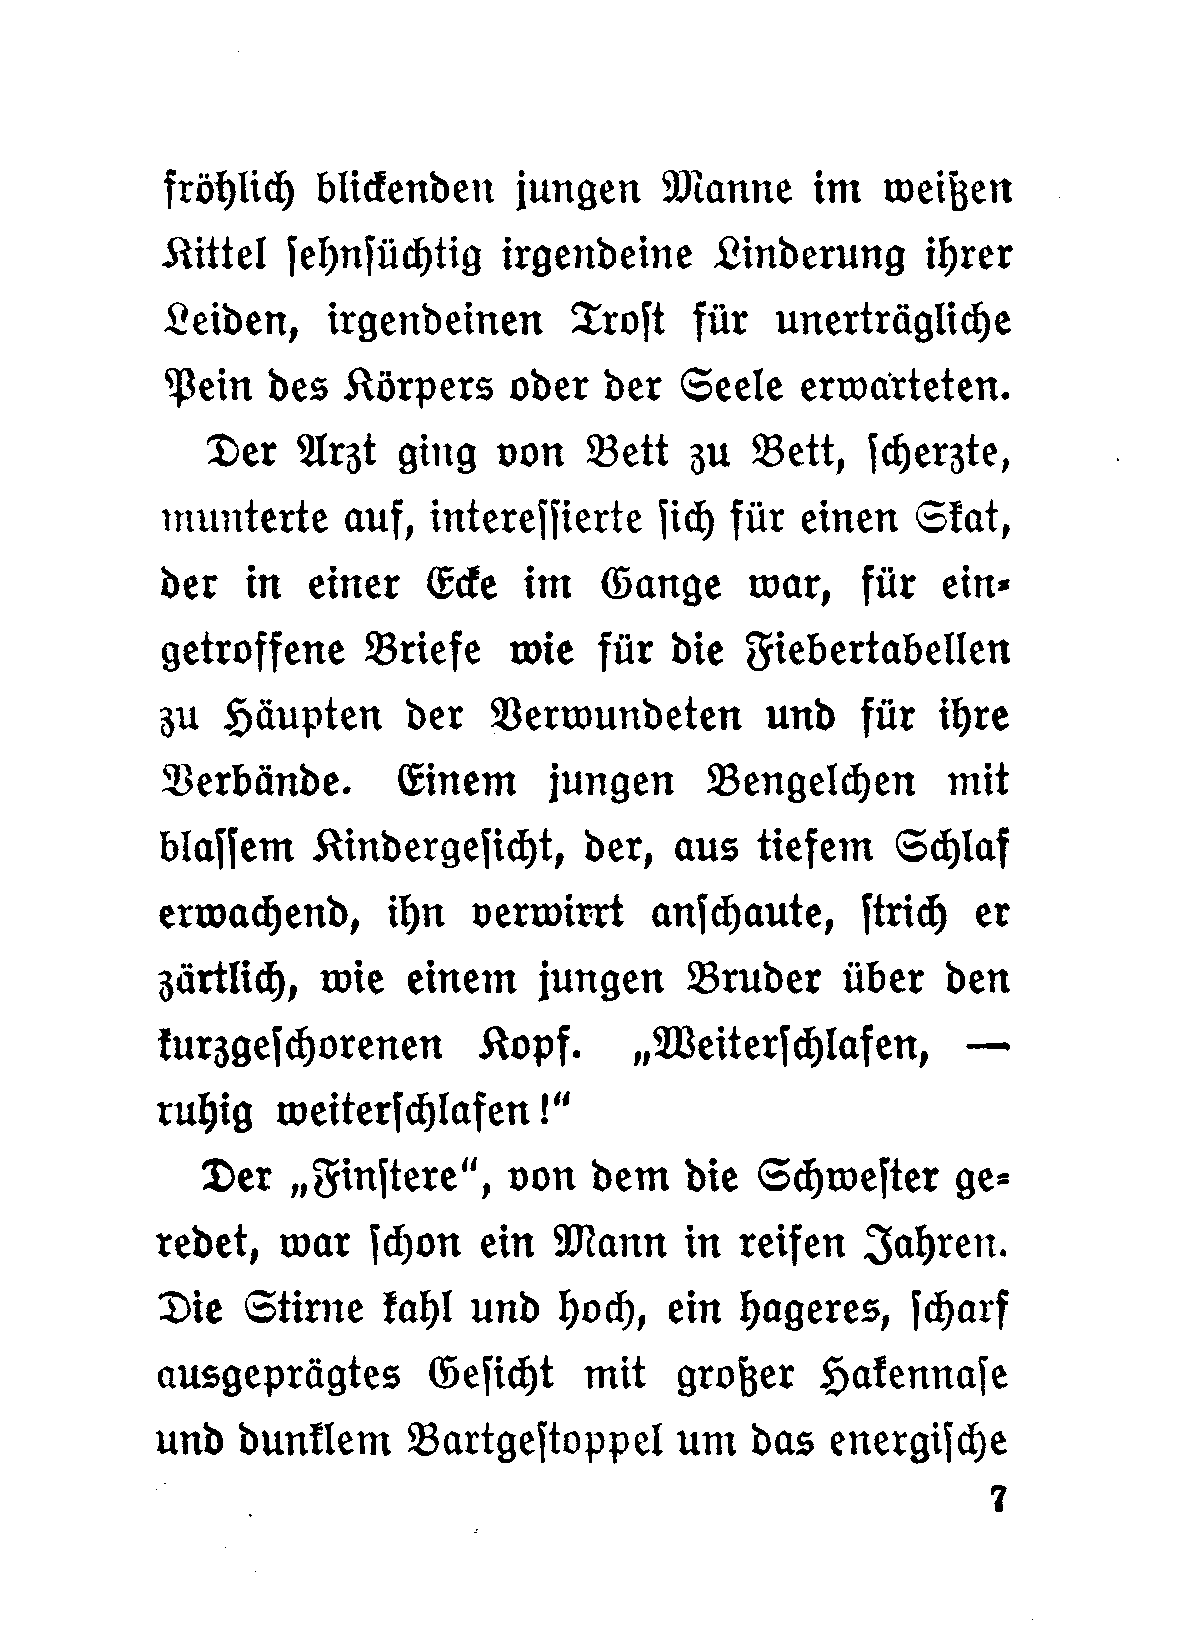 fröhlich blickenden jungen Manne im weißen
Kittel ſehnſüchtig irgendeine Linderung ihrer
Leiden, irgendeinen Troſt für unerträgliche
Pein des Körpers oder der Seele erwarteten.
Der Arzt ging von Bett zu Bett, ſcherzte,
munterte auf, intereſſierte ſich für einen Skat,
der in einer Ecke im Gange war, für ein-
getroffene Briefe wie für die Fiebertabellen
zu Häupten der Verwundeten und für ihre
Verbände. Einem jungen Bengelchen mit
blaſſem Kindergeſicht, der, aus tiefem Schlaf
erwachend, ihn verwirrt anſchaute, ſtrich er
zärtlich, wie einem jungen Bruder über den
kurzgeſchorenen Kopf. „Weiterſchlafen, —
ruhig weiterſchlafen!“
Der „Finſtere“, von dem die Schweſter ge-
redet, war ſchon ein Mann in reifen Jahren.
Die Stirne kahl und hoch, ein hageres, ſcharf
ausgeprägtes Geſicht mit großer Hakennaſe
und dunklem Bartgeſtoppel um das energiſche
7